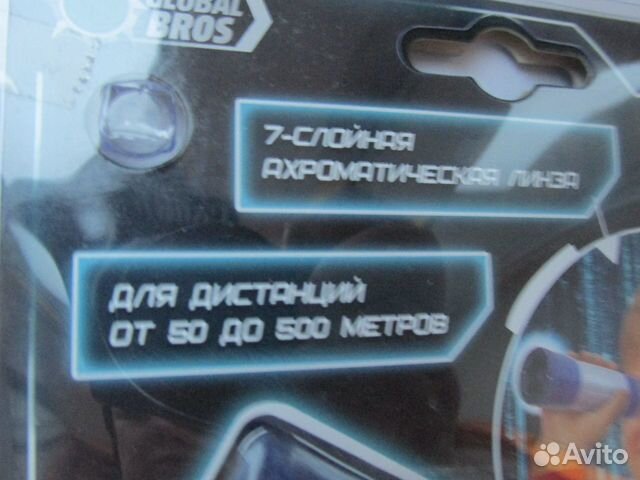 GLOBAL
BROS
7-СЛОЙНАЯ
АХРОМАТИЧЕСКАЯ ЛИНЗА
ДЛЯ ДИСТАНЦИЙ
ОТ 50 ДО 500 МЕТРОВ
Avito